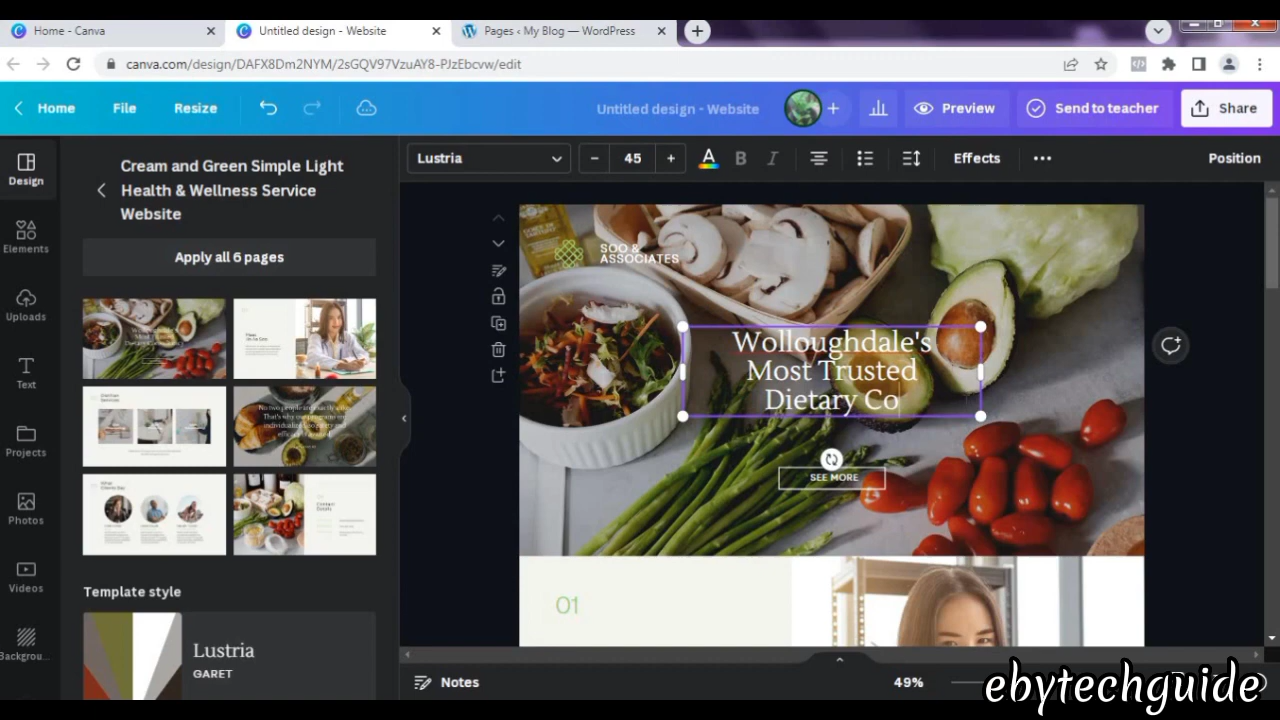 Home - Canva
Untitled design - Website
Pages ‹ My Blog — WordPress
canva.com/design/DAFX8Dm2NYM/2sGQV97VzuAY8-PJzEbcvw/edit
Home
File
Resize
Untitled design - Website
Preview
Send to teacher
Share
Design
Elements
Uploads
Text
Projects
Photos
Videos
Backgrou...
Cream and Green Simple Light
Health & Wellness Service
Website
Apply all 6 pages
Template style
Lustria
GARET
Lustria
45
A
B
I
Effects
Position
SOO &
ASSOCIATES
Wolloughdale's
Most Trusted
Dietary Co
SEE MORE
01
Notes
49%
ebytechguide